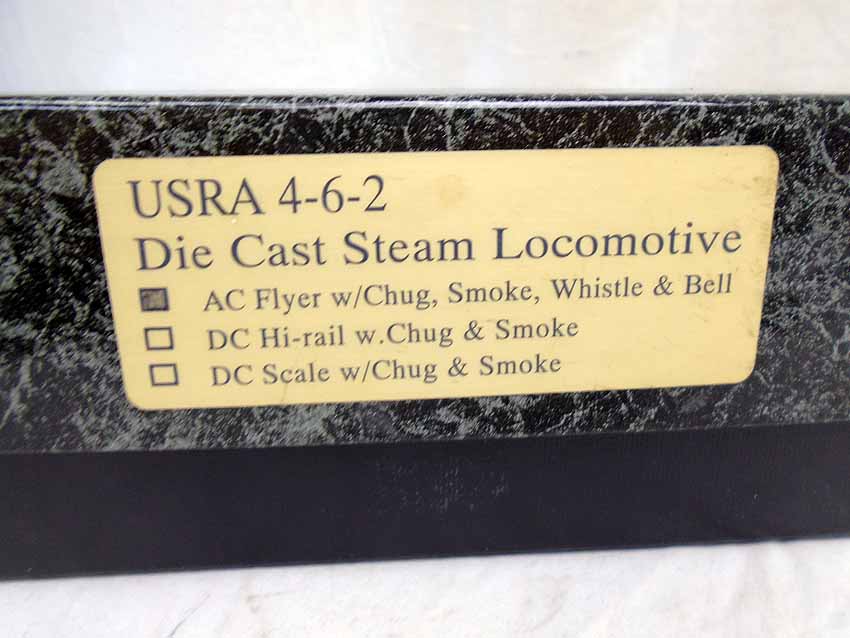 USRA 4-6-2
Die Cast Steam Locomotive
AC Flyer w/Chug, Smoke, Whistle & Bell
DC Hi-rail w.Chug & Smoke
DC Scale w/Chug & Smoke